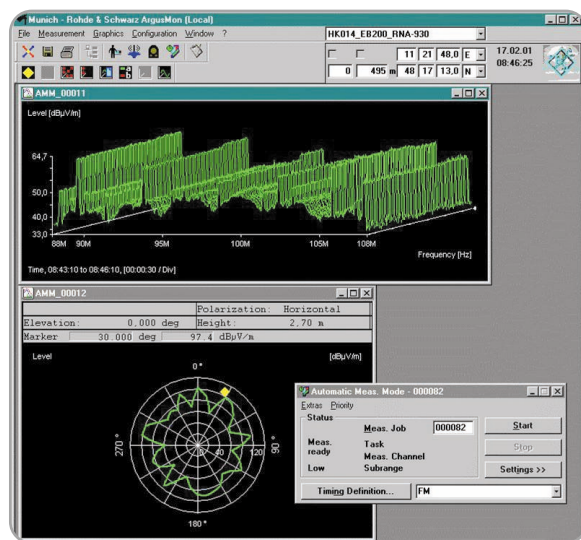 Munich - Rohde & Schwarz ArgusMon (Local)
File Measurement Graphics Configuration Window ?
HK014_EB200_RNA-930
11 21 48,0 E
0 495 m 48 17 13,0 N
17.02.01
08:46:25
AMM_00011
Level [dBµV/m]
64,7
50,0
40,0
33,0
88M 90M 95M 100M 105M 108M
Frequency [Hz]
Time, 08:43:10 to 08:46:10, [00:00:30 / Div]
AMM_00012
Polarization: Horizontal
Elevation: 0.000 deg Height: 2.70 m
Marker 30.000 deg 97.4 dBµV/m
Level [dBµV/m]
0°
270° 0 40 120 90°
180°
Automatic Meas. Mode - 000082
Extras Priority
Status
Meas. Job 000082 Start
Meas. ready Task Stop
Meas. Channel
Low Subrange Settings >>
Timing Definition... FM